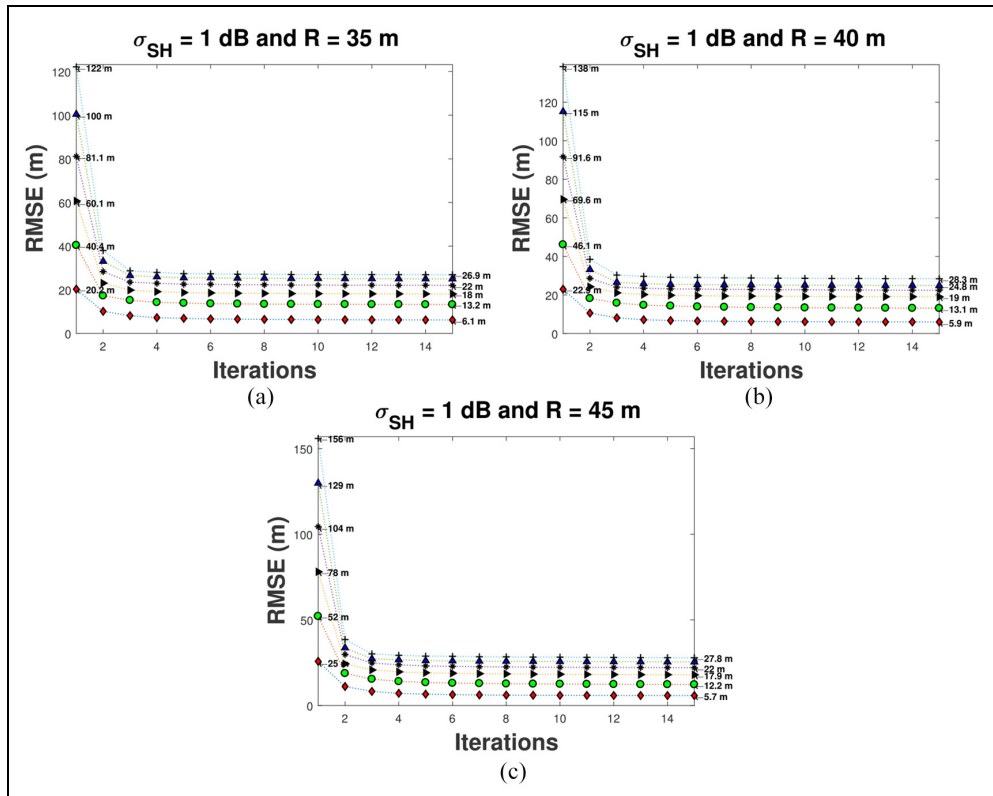 σSH = 1 dB and R = 35 m
120
100
80
60
40
20
0
RMSE (m)
122 m
100 m
81.1 m
60.1 m
40.4 m
20.2 m
26.9 m
22 m
18 m
13.2 m
6.1 m
2 4 6 8 10 12 14
Iterations
(a)
σSH = 1 dB and R = 40 m
120
100
80
60
40
20
0
RMSE (m)
138 m
115 m
91.6 m
69.6 m
46.1 m
28.3 m
24.8 m
19 m
13.1 m
5.9 m
2 4 6 8 10 12 14
Iterations
(b)
σSH = 1 dB and R = 45 m
150
100
50
0
RMSE (m)
156 m
129 m
104 m
78 m
52 m
25
27.8 m
22 m
17.9 m
12.2 m
5.7 m
2 4 6 8 10 12 14
Iterations
(c)